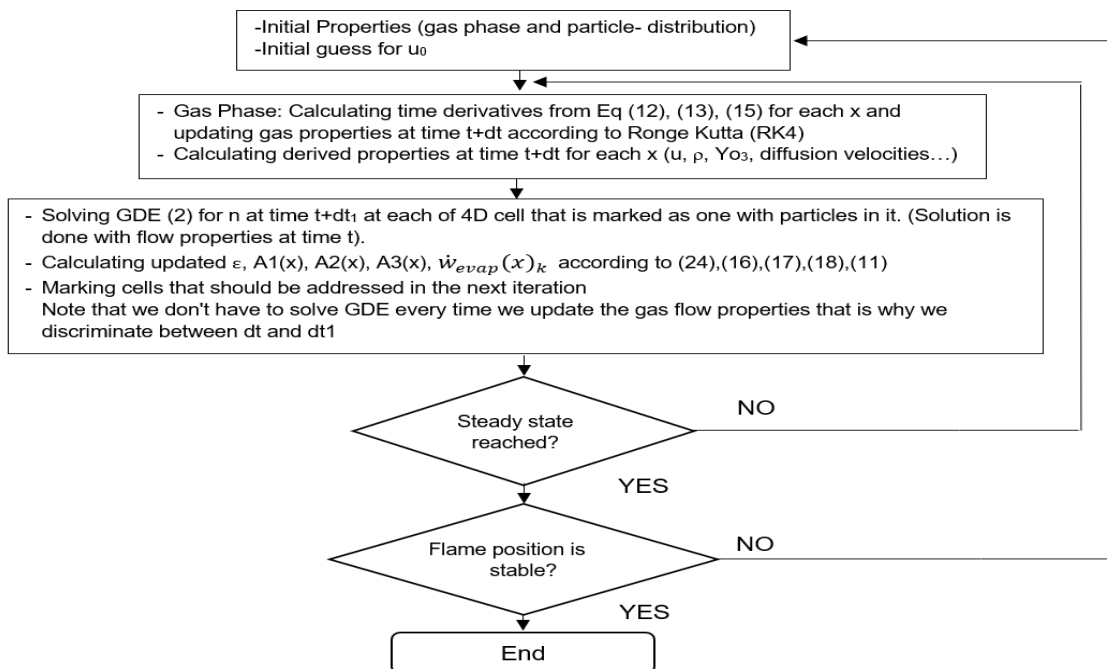 -Initial Properties (gas phase and particle- distribution)
-Initial guess for u₀
- Gas Phase: Calculating time derivatives from Eq (12), (13), (15) for each x and
updating gas properties at time t+dt according to Ronge Kutta (RK4)
- Calculating derived properties at time t+dt for each x (u, ρ, Yo₃, diffusion velocities…)
- Solving GDE (2) for n at time t+dt₁ at each of 4D cell that is marked as one with particles in it. (Solution is
done with flow properties at time t).
- Calculating updated ε, A1(x), A2(x), A3(x), ẇ_evap(x)_k according to (24),(16),(17),(18),(11)
- Marking cells that should be addressed in the next iteration
Note that we don't have to solve GDE every time we update the gas flow properties that is why we
discriminate between dt and dt1
Steady state
reached?
NO
YES
Flame position is
stable?
NO
YES
End